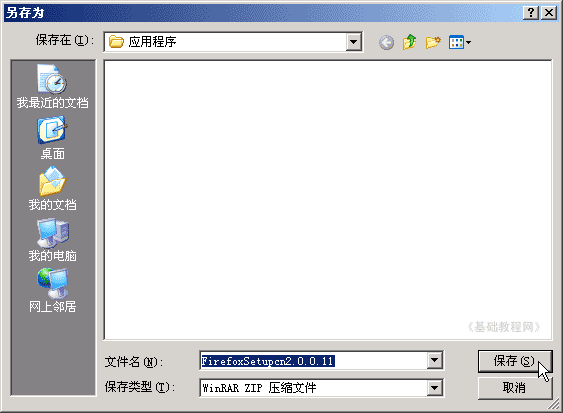 另存为
保存在(I):
应用程序
我最近的文档
桌面
我的文档
我的电脑
网上邻居
《基础教程网》
文件名(N):
FirefoxSetupcn2.0.0.11
保存(S)
保存类型(T):
WinRAR ZIP 压缩文件
取消